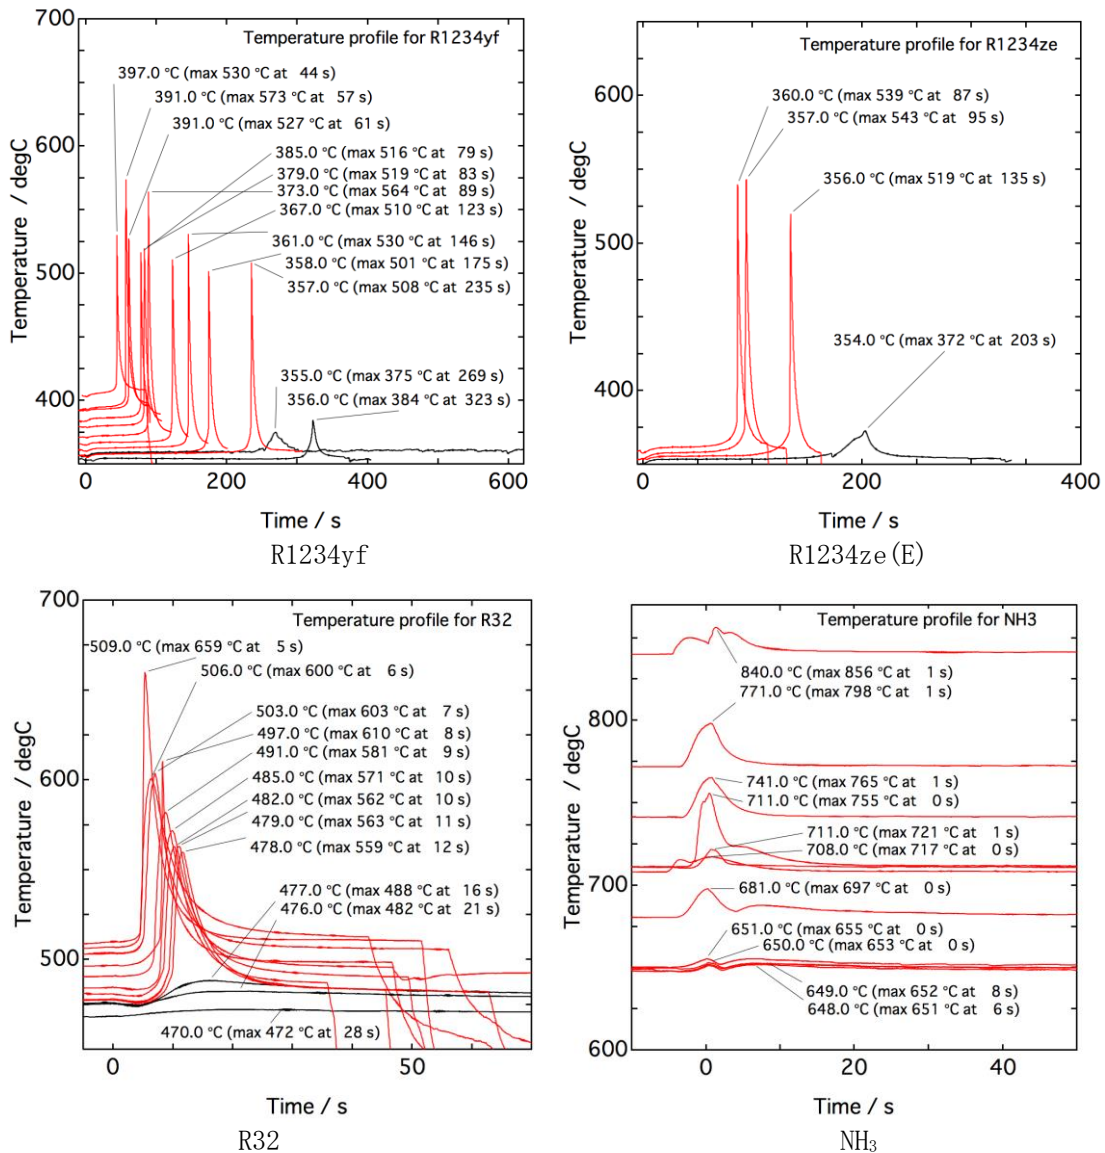 Temperature profile for R1234yf
397.0 °C (max 530 °C at 44 s)
391.0 °C (max 573 °C at 57 s)
391.0 °C (max 527 °C at 61 s)
385.0 °C (max 516 °C at 79 s)
379.0 °C (max 519 °C at 83 s)
373.0 °C (max 564 °C at 89 s)
367.0 °C (max 510 °C at 123 s)
361.0 °C (max 530 °C at 146 s)
358.0 °C (max 501 °C at 175 s)
357.0 °C (max 508 °C at 235 s)
355.0 °C (max 375 °C at 269 s)
356.0 °C (max 384 °C at 323 s)
700
600
500
400
Temperature / degC
0
200
400
600
Time / s
R1234yf
Temperature profile for R1234ze
360.0 °C (max 539 °C at 87 s)
357.0 °C (max 543 °C at 95 s)
356.0 °C (max 519 °C at 135 s)
354.0 °C (max 372 °C at 203 s)
600
500
400
Temperature / degC
0
200
400
Time / s
R1234ze(E)
Temperature profile for R32
509.0 °C (max 659 °C at 5 s)
506.0 °C (max 600 °C at 6 s)
503.0 °C (max 603 °C at 7 s)
497.0 °C (max 610 °C at 8 s)
491.0 °C (max 581 °C at 9 s)
485.0 °C (max 571 °C at 10 s)
482.0 °C (max 562 °C at 10 s)
479.0 °C (max 563 °C at 11 s)
478.0 °C (max 559 °C at 12 s)
477.0 °C (max 488 °C at 16 s)
476.0 °C (max 482 °C at 21 s)
470.0 °C (max 472 °C at 28 s)
700
600
500
Temperature / degC
0
50
Time / s
R32
Temperature profile for NH3
840.0 °C (max 856 °C at 1 s)
771.0 °C (max 798 °C at 1 s)
741.0 °C (max 765 °C at 1 s)
711.0 °C (max 755 °C at 0 s)
711.0 °C (max 721 °C at 1 s)
708.0 °C (max 717 °C at 0 s)
681.0 °C (max 697 °C at 0 s)
651.0 °C (max 655 °C at 0 s)
650.0 °C (max 653 °C at 0 s)
649.0 °C (max 652 °C at 8 s)
648.0 °C (max 651 °C at 6 s)
800
700
600
Temperature / degC
0
20
40
Time / s
NH₃